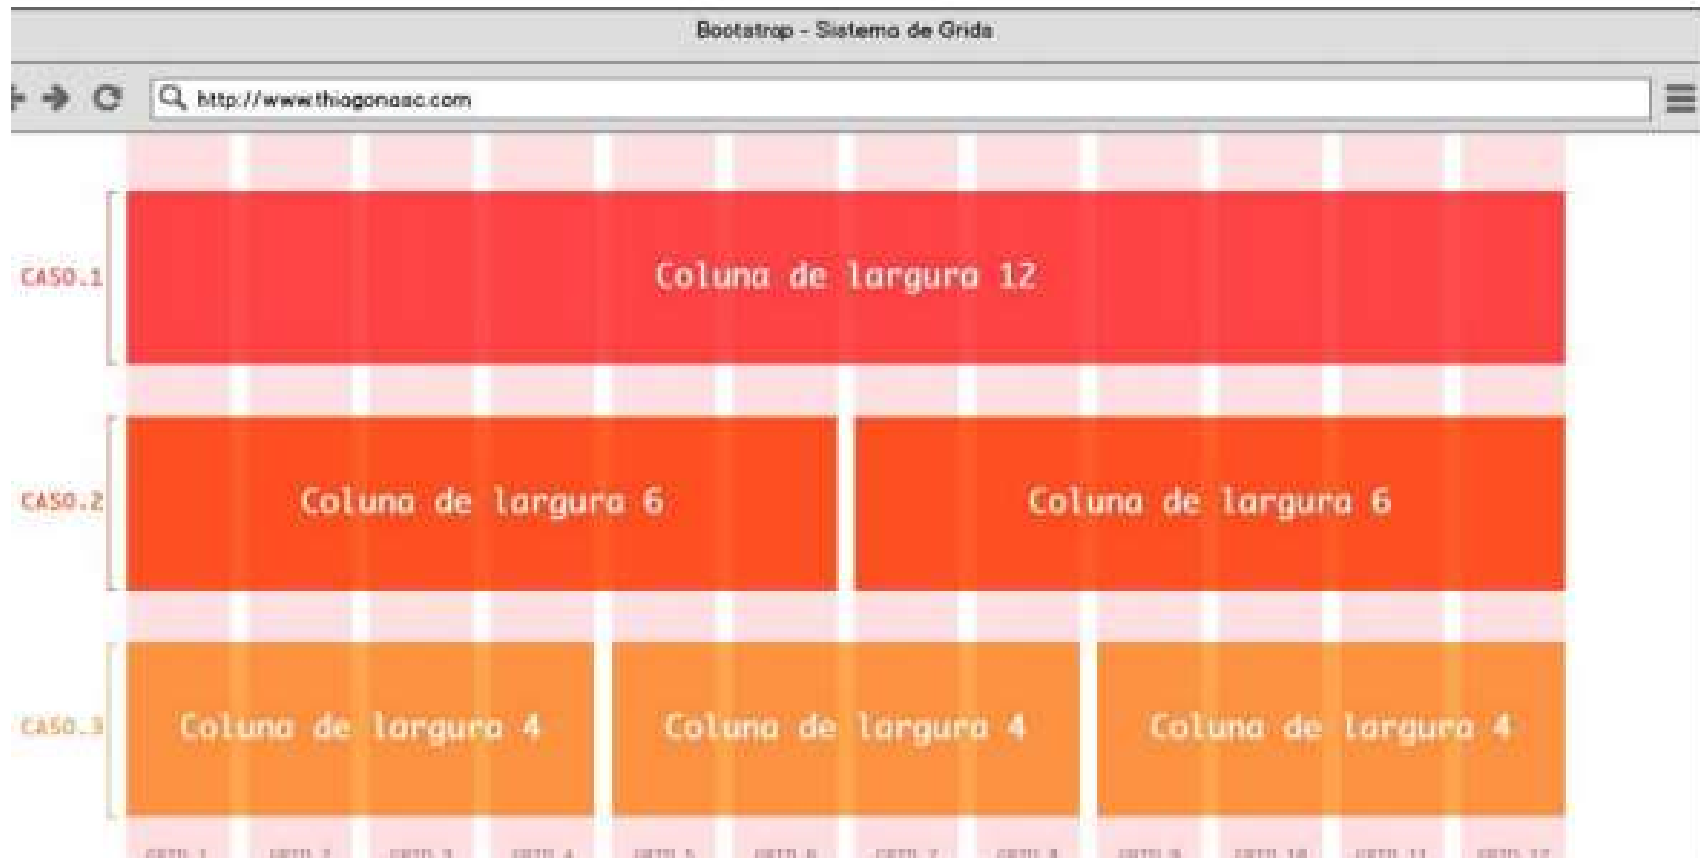 Bootstrap - Sistema de Grids
http://www.thiagonasc.com
CASO.1
Coluna de largura 12
CASO.2
Coluna de largura 6
Coluna de largura 6
CASO.3
Coluna de largura 4
Coluna de largura 4
Coluna de largura 4